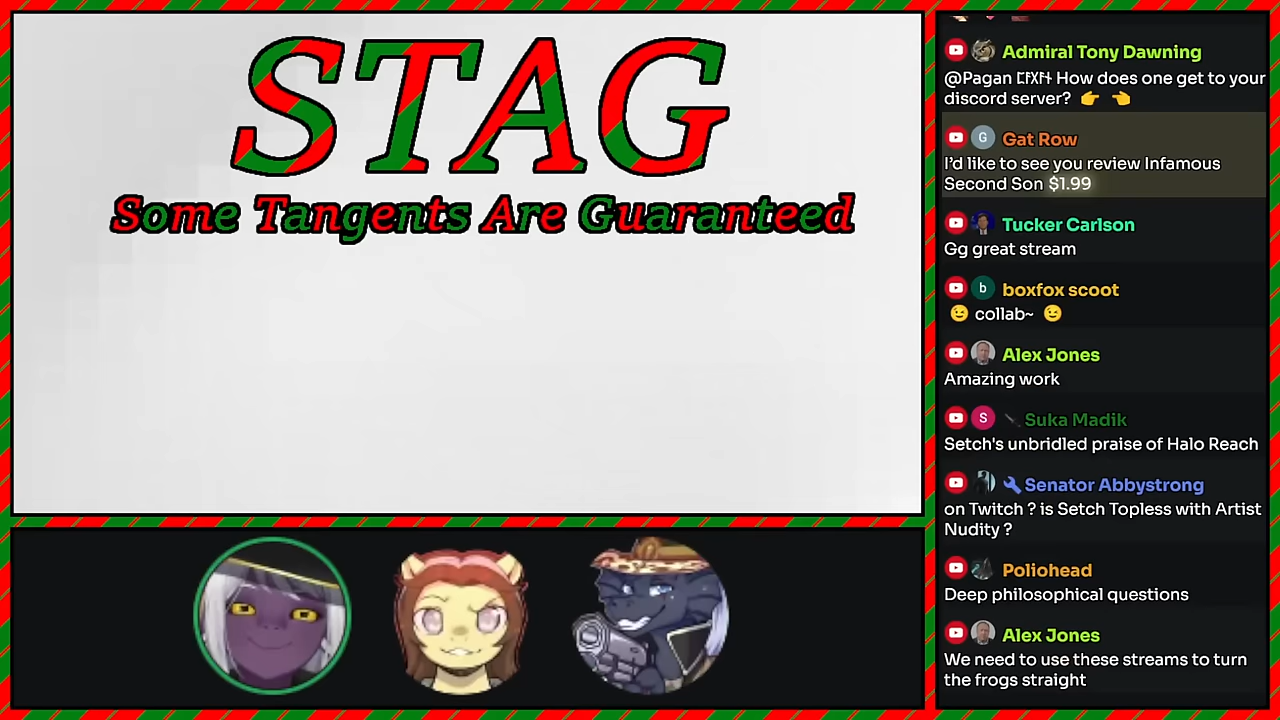 STAG
Some Tangents Are Guaranteed
Admiral Tony Dawning
How does one get to your
discord server? 👉 👈
G Gat Row
I'd like to see you review Infamous
Second Son $1.99
Tucker Carlson
Gg great stream
b boxfox scoot
😉 collab~ 😉
Alex Jones
Amazing work
S Suka Madik
Setch's unbridled praise of Halo Reach
Senator Abbystrong
on Twitch ? is Setch Topless with Artist
Nudity ?
Poliohead
Deep philosophical questions
Alex Jones
We need to use these streams to turn
the frogs straight